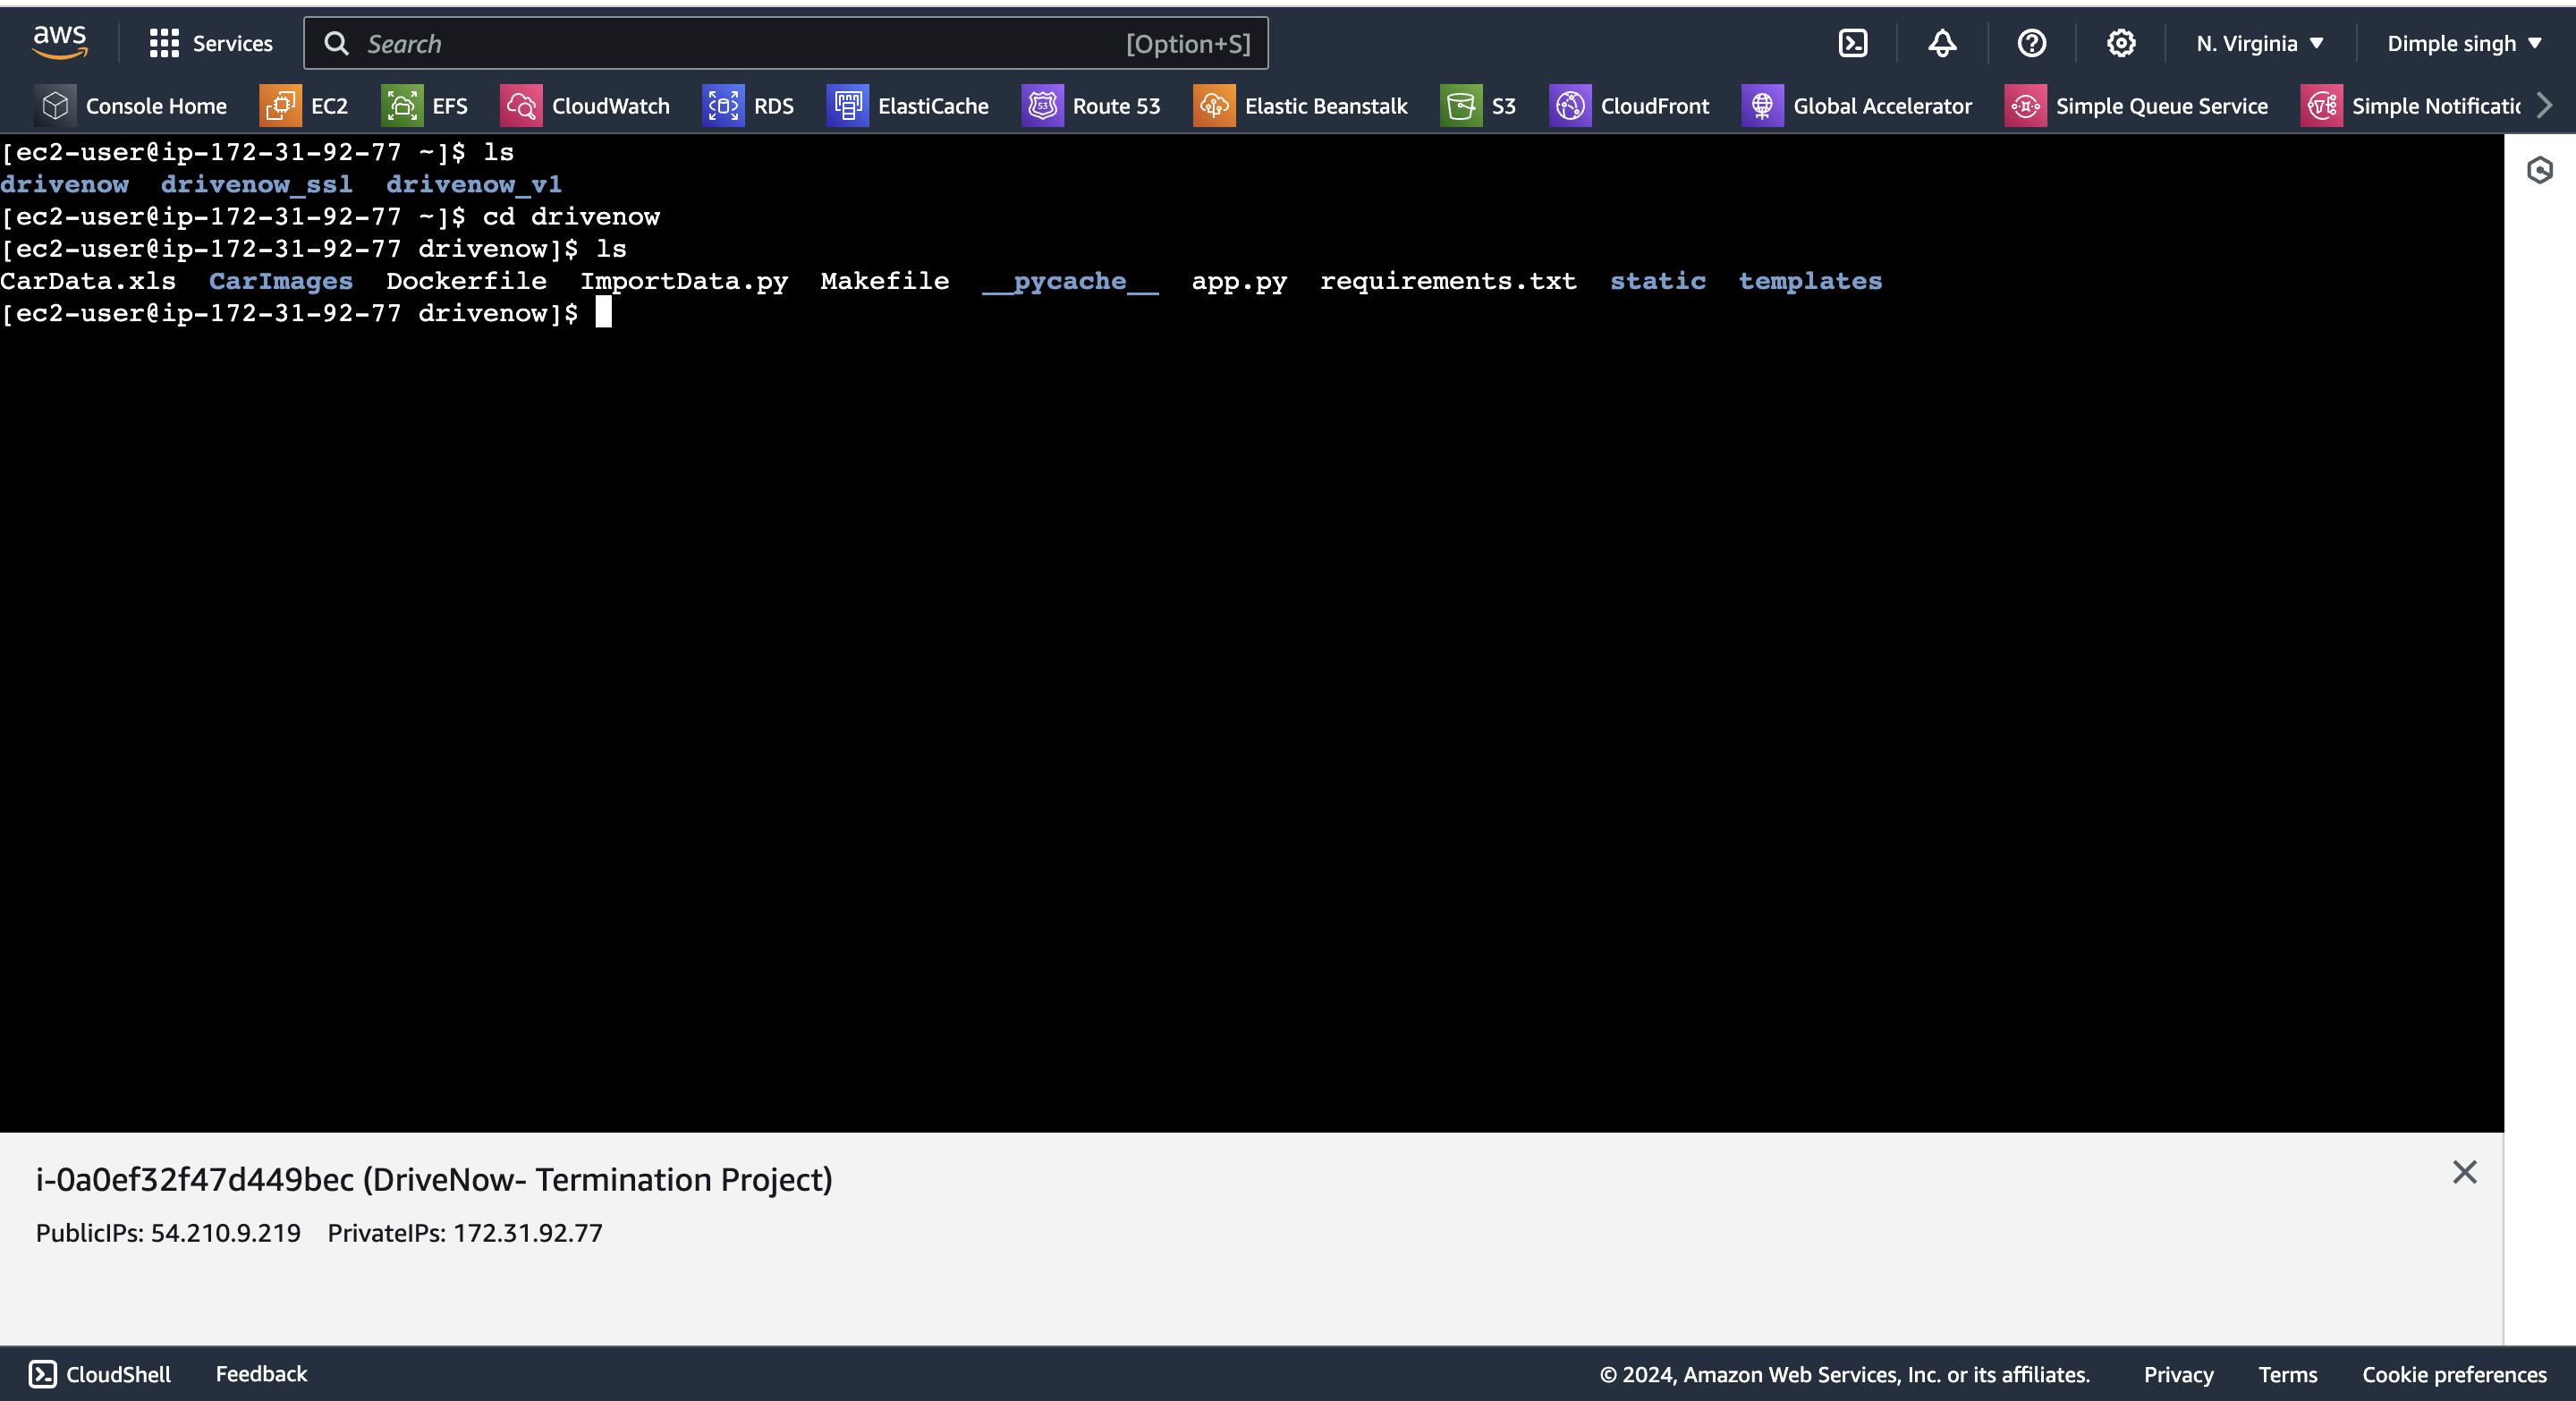 aws Services Search [Option+S] N. Virginia ▼ Dimple singh ▼
Console Home EC2 EFS CloudWatch RDS ElastiCache Route 53 Elastic Beanstalk S3 CloudFront Global Accelerator Simple Queue Service Simple Notificatic
[ec2-user@ip-172-31-92-77 ~]$ ls
drivenow  drivenow_ssl  drivenow_v1
[ec2-user@ip-172-31-92-77 ~]$ cd drivenow
[ec2-user@ip-172-31-92-77 drivenow]$ ls
CarData.xls  CarImages  Dockerfile  ImportData.py  Makefile  __pycache__  app.py  requirements.txt  static  templates
[ec2-user@ip-172-31-92-77 drivenow]$
i-0a0ef32f47d449bec (DriveNow- Termination Project)
PublicIPs: 54.210.9.219 PrivateIPs: 172.31.92.77
CloudShell Feedback © 2024, Amazon Web Services, Inc. or its affiliates. Privacy Terms Cookie preferences